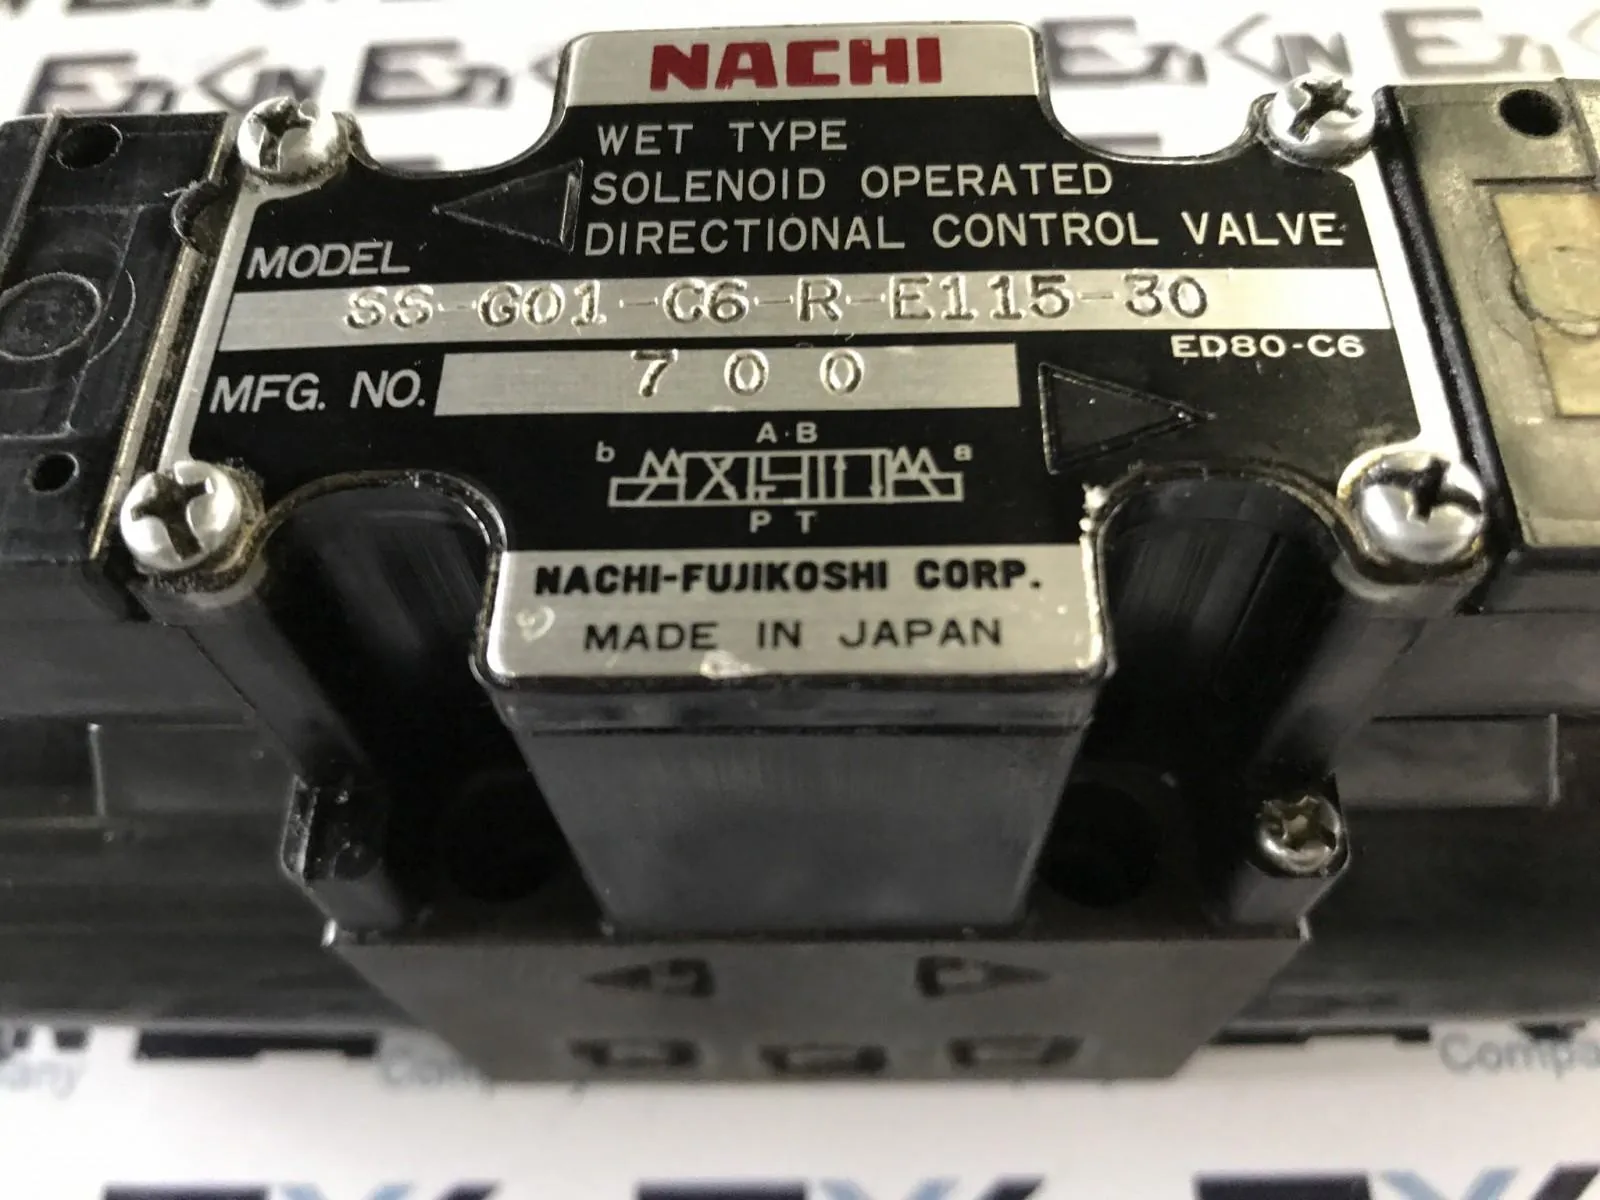 NACHI
WET TYPE
SOLENOID OPERATED
DIRECTIONAL CONTROL VALVE
MODEL
SS-G01-C6-R-E115-30
ED80-C6
MFG. NO. 700
A·B
b a
P T
NACHI-FUJIKOSHI CORP.
MADE IN JAPAN
Company